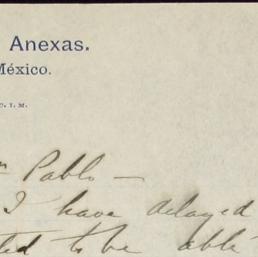 Anexas.
México.
C. I. M.
Pablo —
I have delayed
to be able